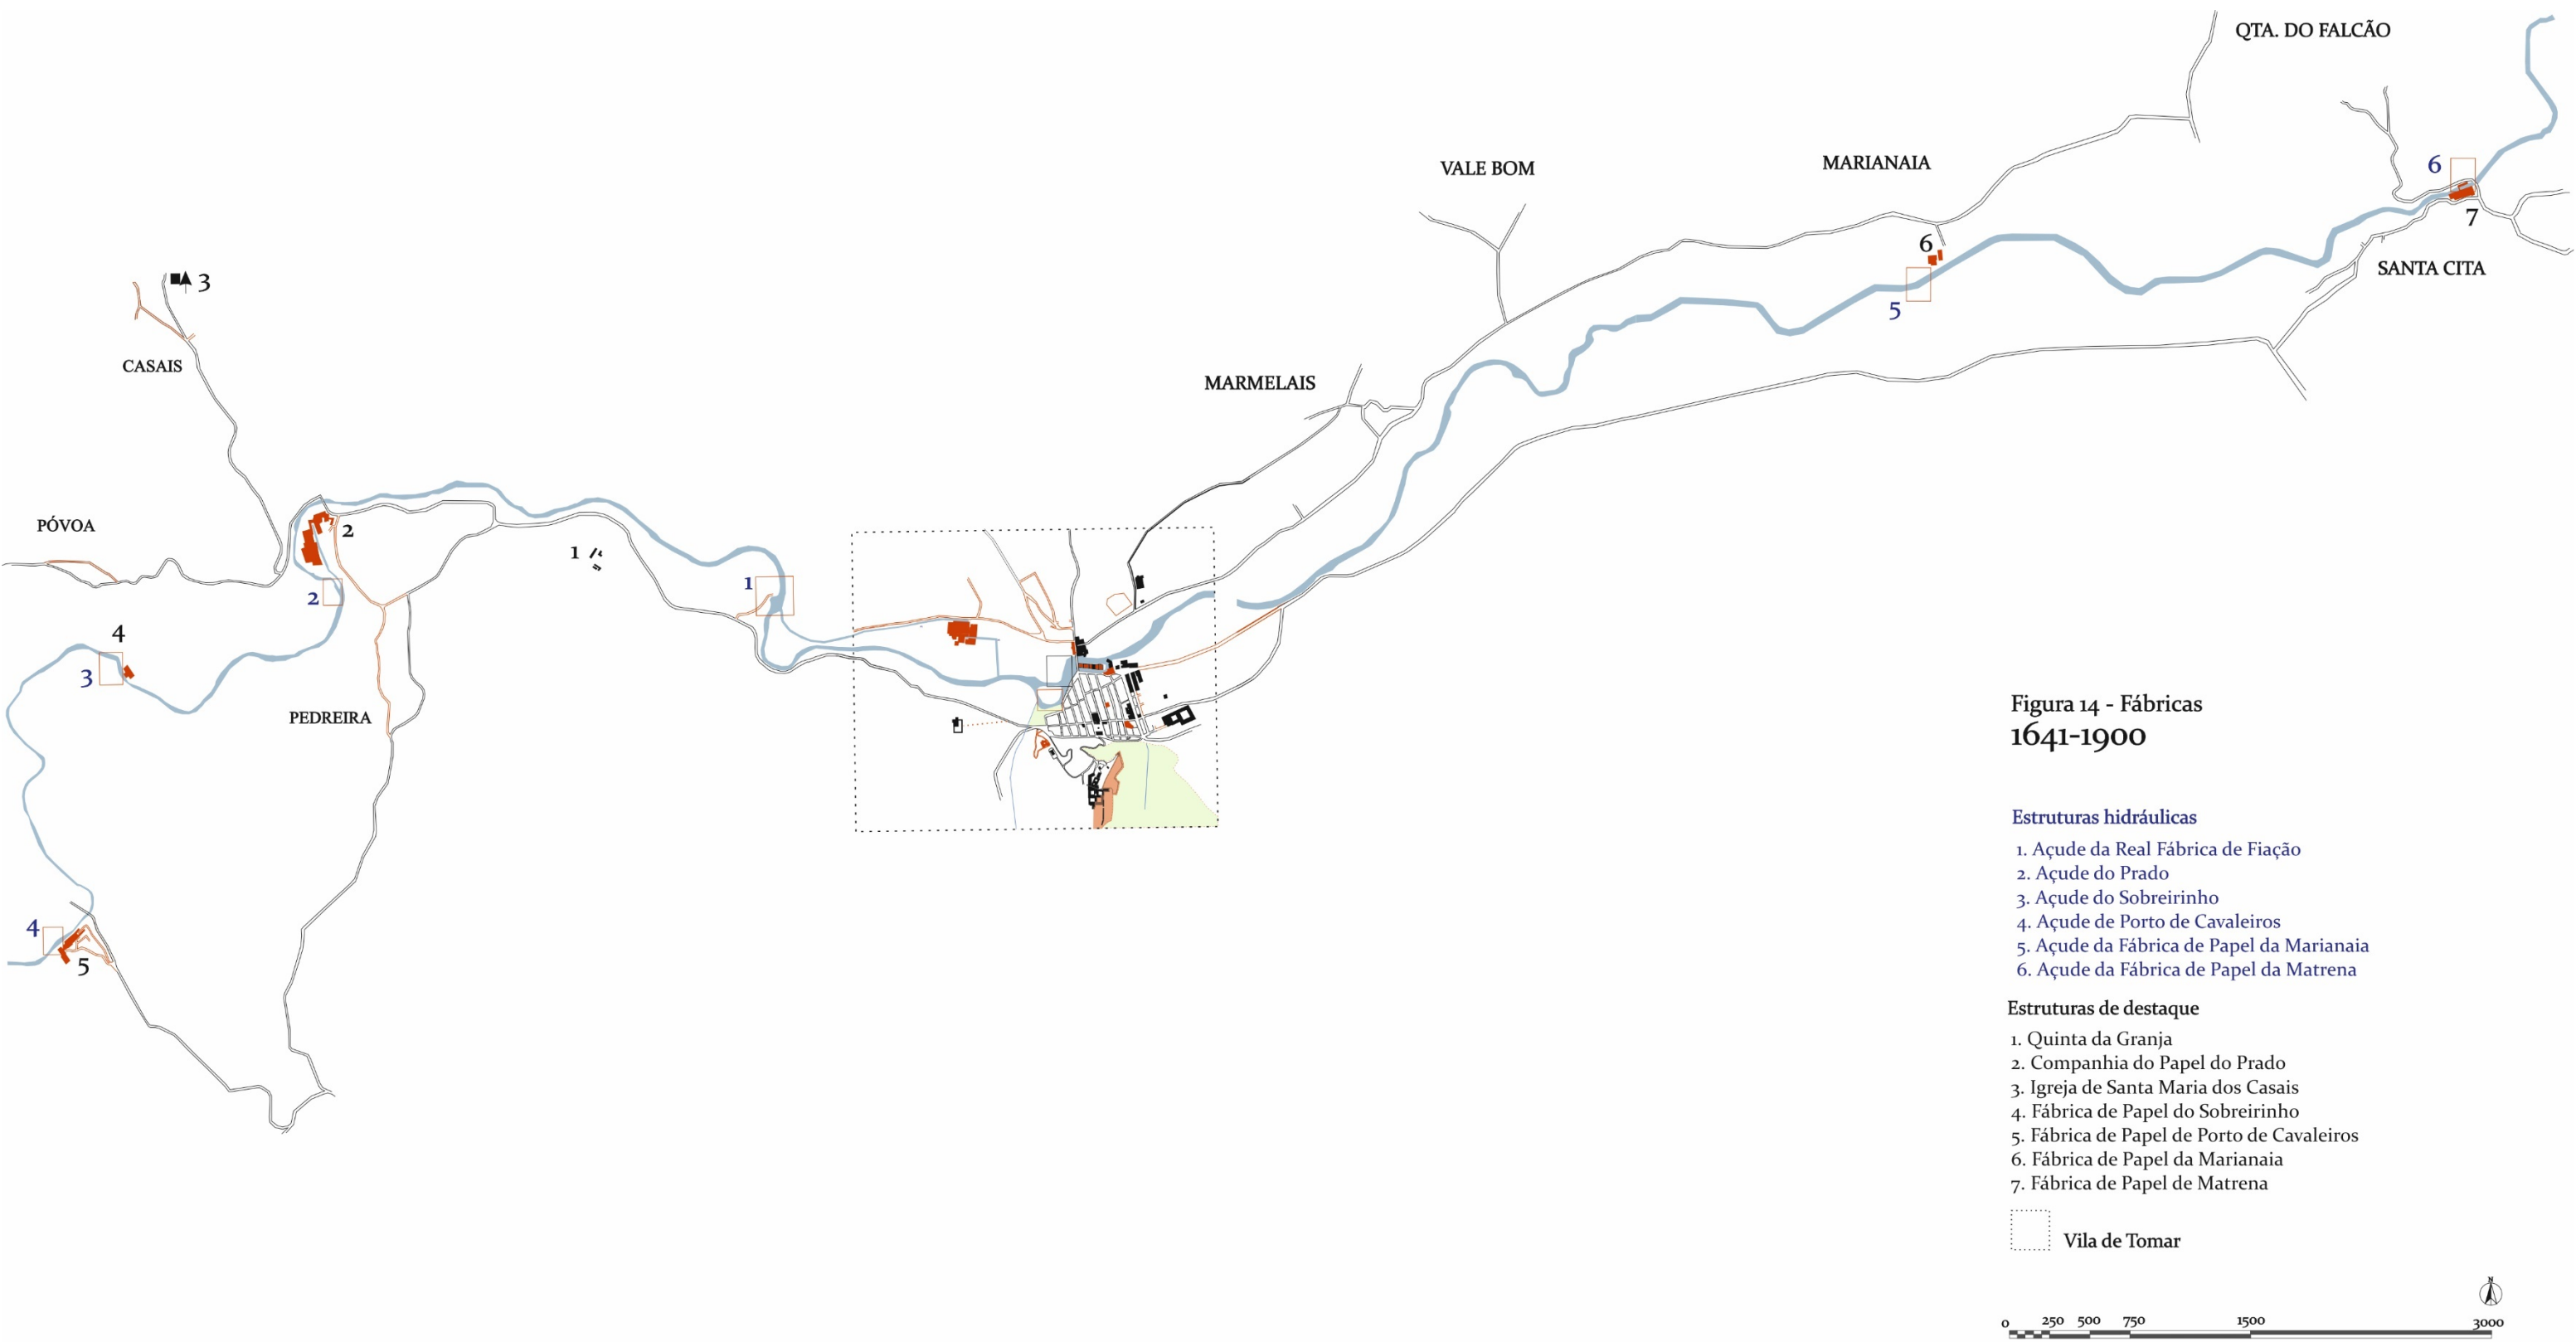 QTA. DO FALCÃO
VALE BOM
MARIANAIA
6
7
6
5
SANTA CITA
3
CASAIS
MARMELAIS
PÓVOA
2
1
1
2
4
3
PEDREIRA
4
5
Figura 14 - Fábricas
1641-1900
Estruturas hidráulicas
1. Açude da Real Fábrica de Fiação
2. Açude do Prado
3. Açude do Sobreirinho
4. Açude de Porto de Cavaleiros
5. Açude da Fábrica de Papel da Marianaia
6. Açude da Fábrica de Papel da Matrena
Estruturas de destaque
1. Quinta da Granja
2. Companhia do Papel do Prado
3. Igreja de Santa Maria dos Casais
4. Fábrica de Papel do Sobreirinho
5. Fábrica de Papel de Porto de Cavaleiros
6. Fábrica de Papel da Marianaia
7. Fábrica de Papel de Matrena
Vila de Tomar
N
0 250 500 750 1500 3000